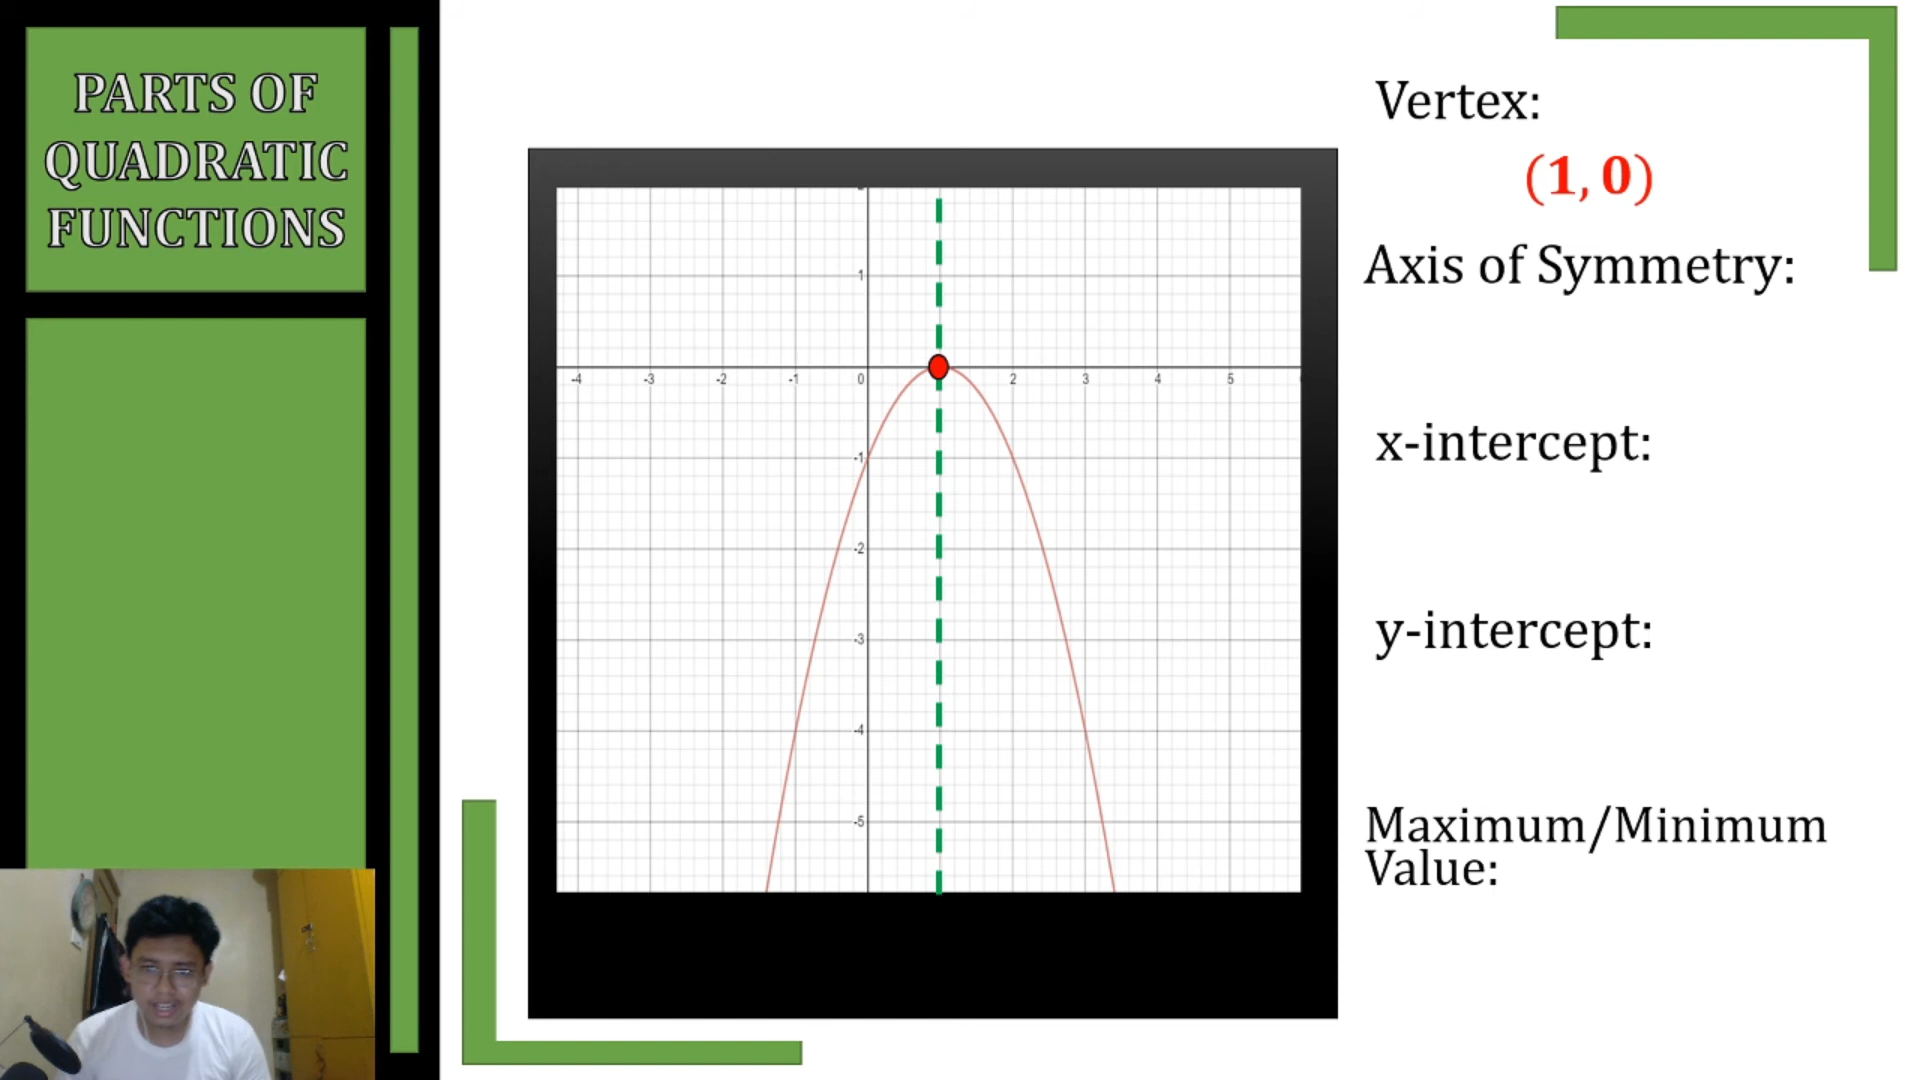 PARTS OF
QUADRATIC
FUNCTIONS
Vertex:
(1, 0)
Axis of Symmetry:
x-intercept:
y-intercept:
Maximum/Minimum
Value:
1
-4 -3 -2 -1 0 2 3 4 5
-1
-2
-3
-4
-5